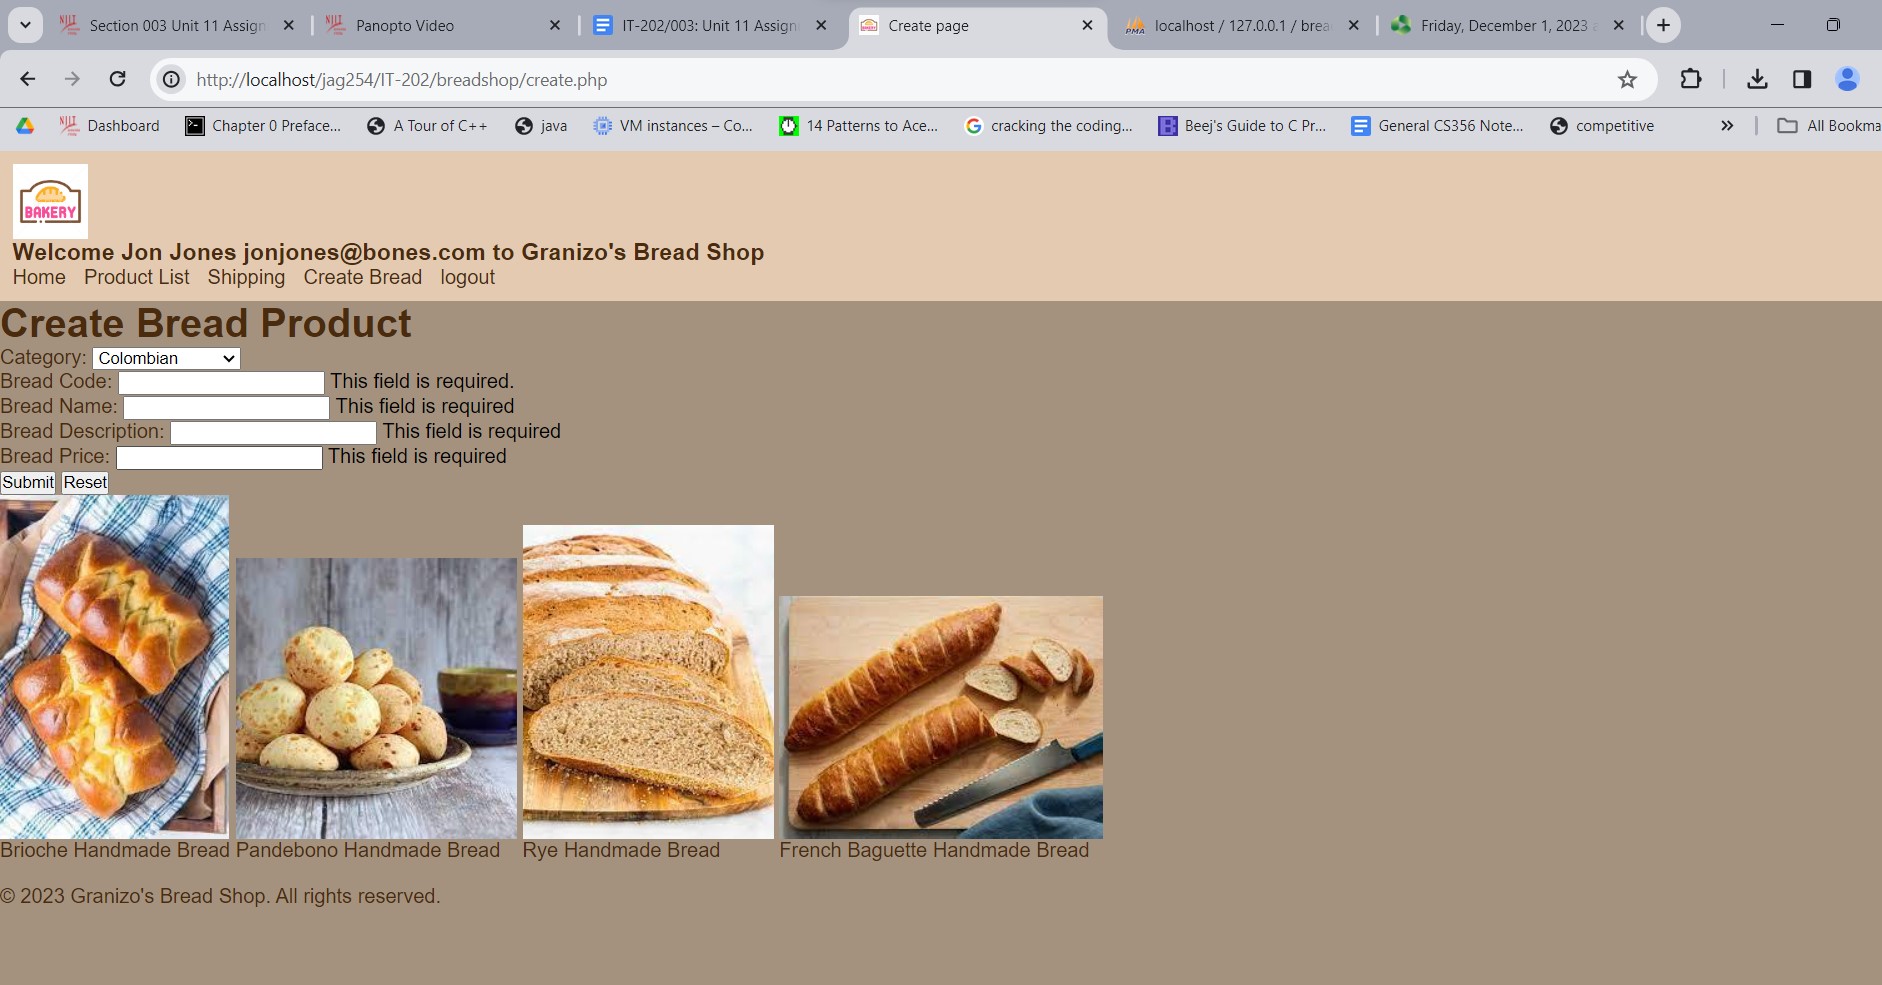 Section 003 Unit 11 Assign
Panopto Video
IT-202/003: Unit 11 Assign
Create page
localhost / 127.0.0.1 / brea
Friday, December 1, 2023 a
http://localhost/jag254/IT-202/breadshop/create.php
Dashboard
Chapter 0 Preface...
A Tour of C++
java
VM instances – Co...
14 Patterns to Ace...
cracking the coding...
Beej's Guide to C Pr...
General CS356 Note...
competitive
All Bookma
BAKERY
Welcome Jon Jones jonjones@bones.com to Granizo's Bread Shop
Home Product List Shipping Create Bread logout
Create Bread Product
Category: Colombian
Bread Code: This field is required.
Bread Name: This field is required
Bread Description: This field is required
Bread Price: This field is required
Submit Reset
Brioche Handmade Bread Pandebono Handmade Bread Rye Handmade Bread French Baguette Handmade Bread
© 2023 Granizo's Bread Shop. All rights reserved.